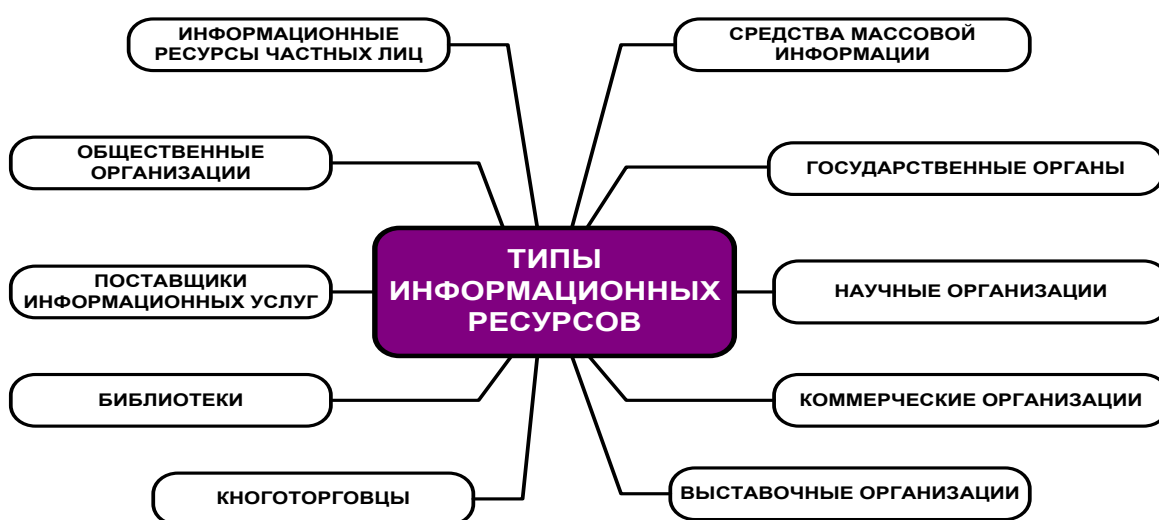 ИНФОРМАЦИОННЫЕ
РЕСУРСЫ ЧАСТНЫХ ЛИЦ
СРЕДСТВА МАССОВОЙ
ИНФОРМАЦИИ
ОБЩЕСТВЕННЫЕ
ОРГАНИЗАЦИИ
ГОСУДАРСТВЕННЫЕ ОРГАНЫ
ТИПЫ
ИНФОРМАЦИОННЫХ
РЕСУРСОВ
ПОСТАВЩИКИ
ИНФОРМАЦИОННЫХ УСЛУГ
НАУЧНЫЕ ОРГАНИЗАЦИИ
БИБЛИОТЕКИ
КОММЕРЧЕСКИЕ ОРГАНИЗАЦИИ
КНОГОТОРГОВЦЫ
ВЫСТАВОЧНЫЕ ОРГАНИЗАЦИИ